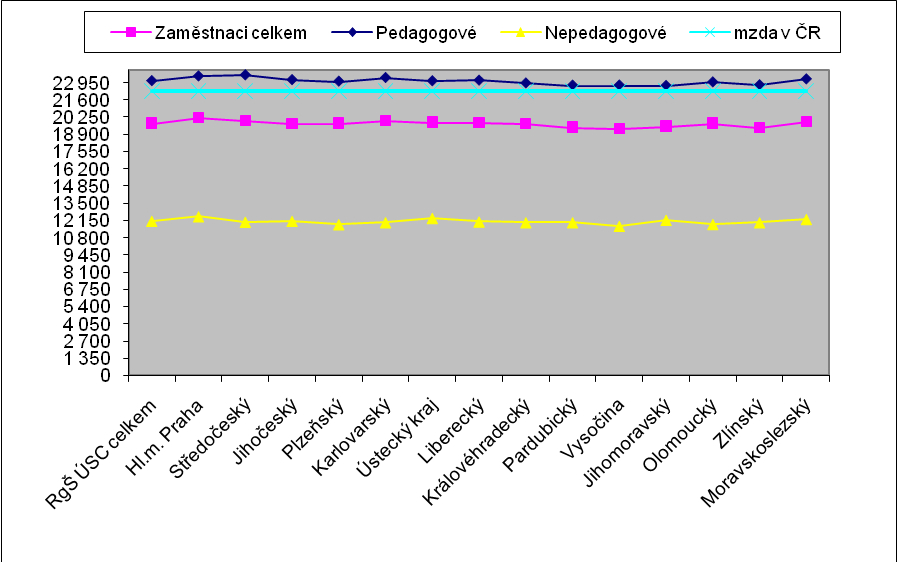 Zaměstnaci celkem Pedagogové Nepedagogové mzda v ČR
22 950
21 600
20 250
18 900
17 550
16 200
14 850
13 500
12 150
10 800
9 450
8 100
6 750
5 400
4 050
2 700
1 350
0
RgŠ ÚSC celkem
Hl.m. Praha
Středočeský
Jihočeský
Plzeňský
Karlovarský
Ústecký kraj
Liberecký
Královéhradecký
Pardubický
Vysočina
Jihomoravský
Olomoucký
Zlínský
Moravskoslezský